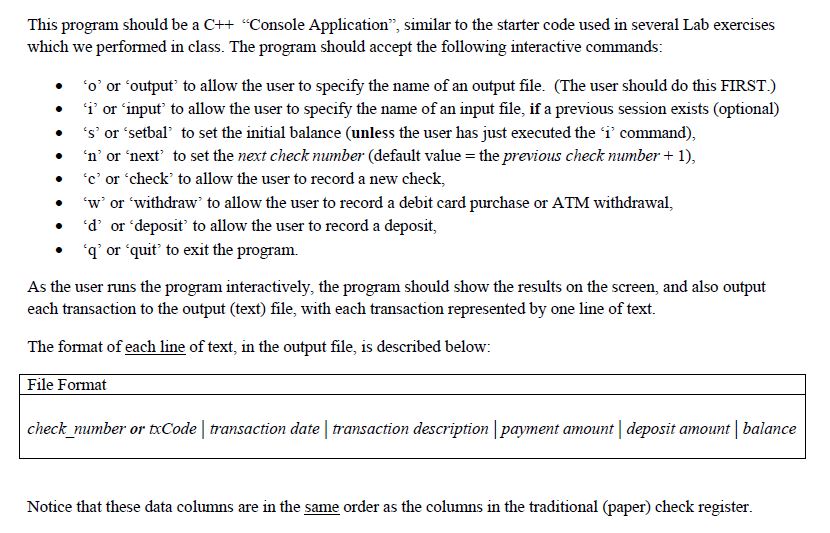 This program should be a C++ “Console Application”, similar to the starter code used in several Lab exercises
which we performed in class. The program should accept the following interactive commands:
• ‘o’ or ‘output’ to allow the user to specify the name of an output file. (The user should do this FIRST.)
• ‘i’ or ‘input’ to allow the user to specify the name of an input file, if a previous session exists (optional)
• ‘s’ or ‘setbal’ to set the initial balance (unless the user has just executed the ‘i’ command),
• ‘n’ or ‘next’ to set the next check number (default value = the previous check number + 1),
• ‘c’ or ‘check’ to allow the user to record a new check,
• ‘w’ or ‘withdraw’ to allow the user to record a debit card purchase or ATM withdrawal,
• ‘d’ or ‘deposit’ to allow the user to record a deposit,
• ‘q’ or ‘quit’ to exit the program.
As the user runs the program interactively, the program should show the results on the screen, and also output
each transaction to the output (text) file, with each transaction represented by one line of text.
The format of each line of text, in the output file, is described below:
File Format
check_number or txCode | transaction date | transaction description | payment amount | deposit amount | balance
Notice that these data columns are in the same order as the columns in the traditional (paper) check register.